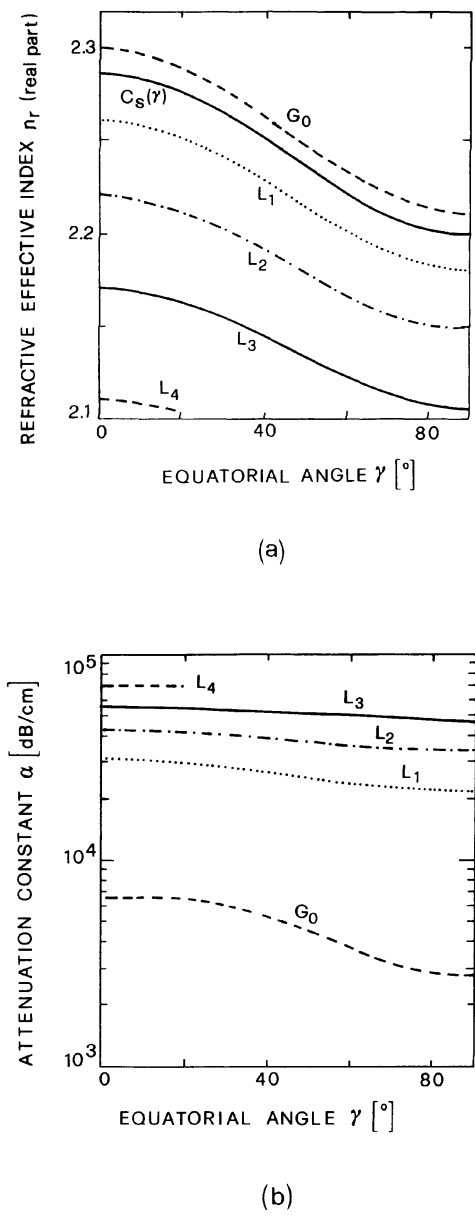 REFRACTIVE EFFECTIVE INDEX nr (real part)
2.3
2.2
2.1
Cs(γ)
G0
L1
L2
L3
L4
0 40 80
EQUATORIAL ANGLE γ [°]
(a)
ATTENUATION CONSTANT α [dB/cm]
10^5
10^4
10^3
L4
L3
L2
L1
G0
0 40 80
EQUATORIAL ANGLE γ [°]
(b)